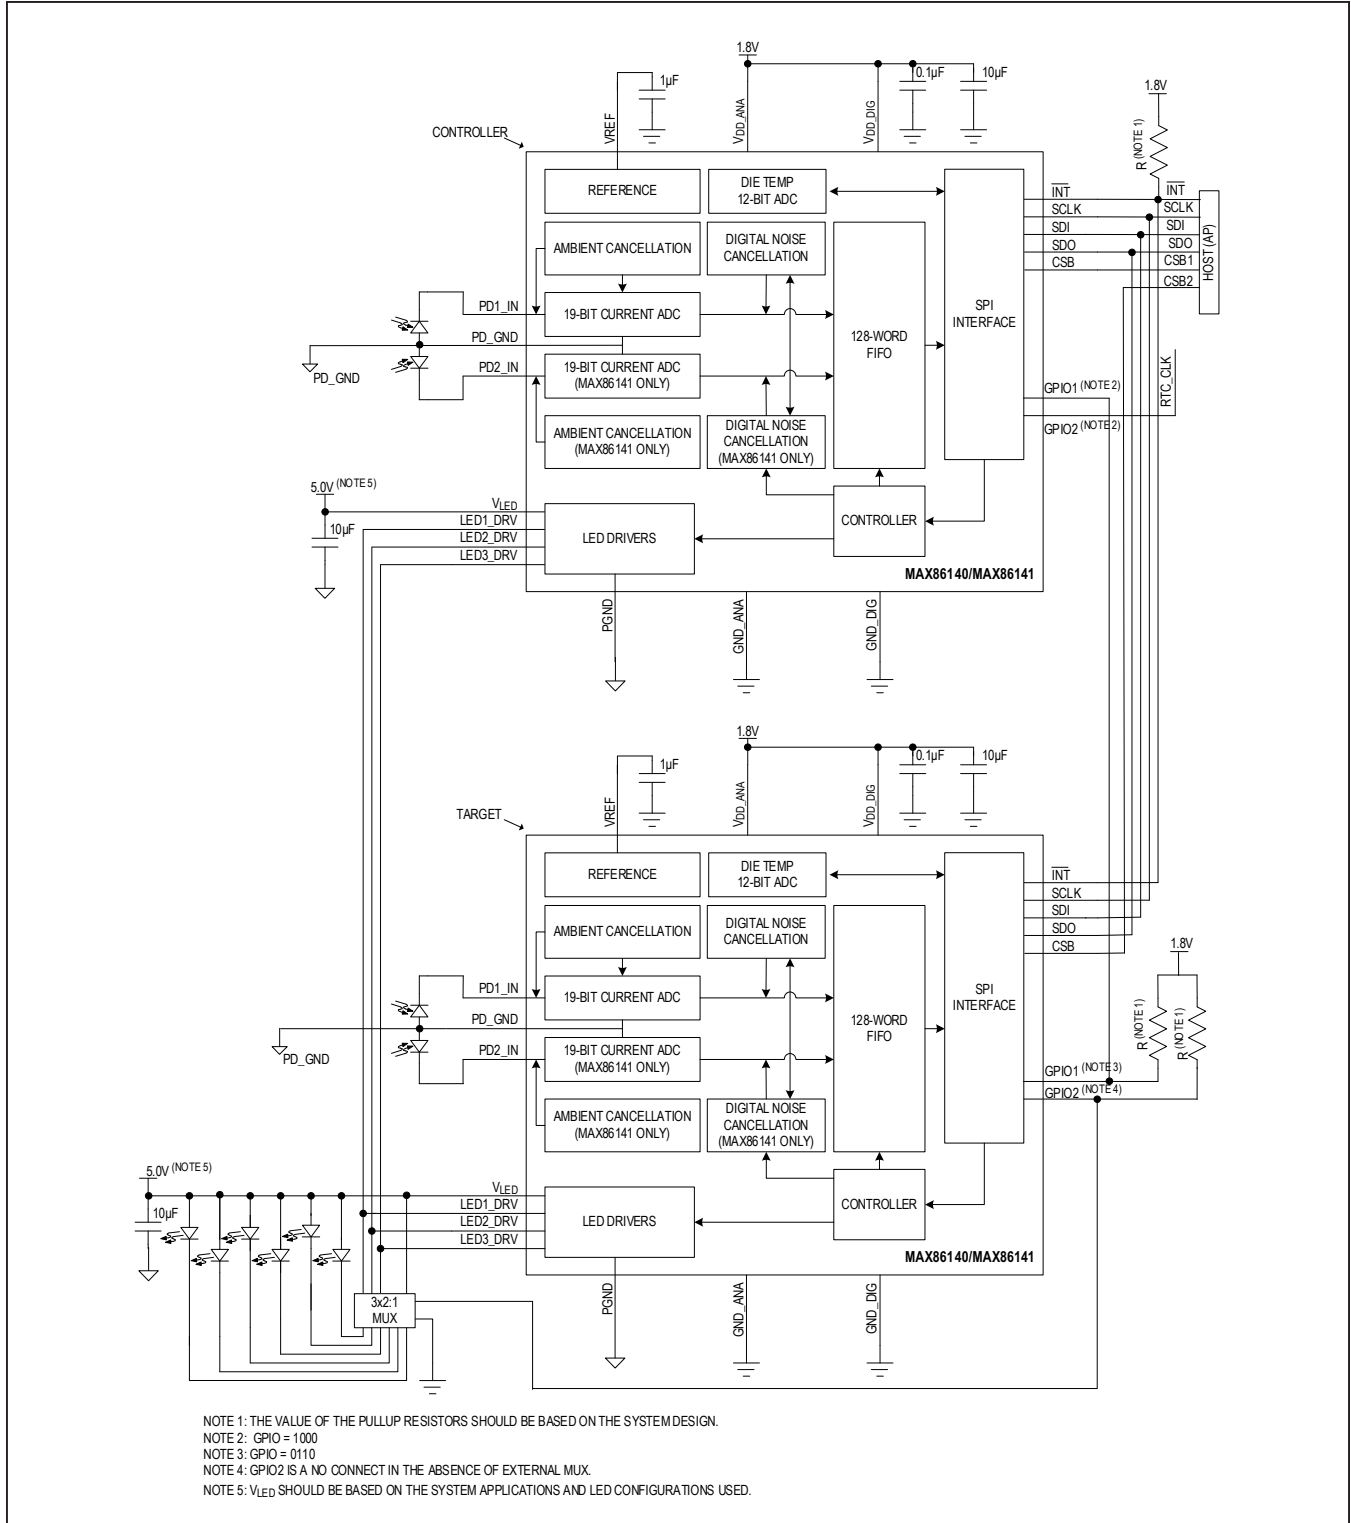 1.8V
1µF
0.1µF
10µF
1.8V
VREF
VDD_ANA
VDD_DIG
R (NOTE 1)
CONTROLLER
REFERENCE
DIE TEMP
12-BIT ADC
INT
INT
SCLK
SCLK
SDI
SDI
SDO
SDO
CSB
CSB1
CSB2
HOST (AP)
AMBIENT CANCELLATION
DIGITAL NOISE
CANCELLATION
SPI
INTERFACE
PD1_IN
19-BIT CURRENT ADC
128-WORD
FIFO
PD_GND
PD_GND
PD2_IN
19-BIT CURRENT ADC
(MAX86141 ONLY)
GPIO1 (NOTE 2)
RTC_CLK
GPIO2 (NOTE 2)
AMBIENT CANCELLATION
(MAX86141 ONLY)
DIGITAL NOISE
CANCELLATION
(MAX86141 ONLY)
5.0V (NOTE 5)
10µF
VLED
LED1_DRV
LED2_DRV
LED3_DRV
LED DRIVERS
CONTROLLER
MAX86140/MAX86141
PGND
GND_ANA
GND_DIG
1.8V
1µF
0.1µF
10µF
VREF
VDD_ANA
VDD_DIG
TARGET
REFERENCE
DIE TEMP
12-BIT ADC
INT
SCLK
SDI
SDO
CSB
1.8V
AMBIENT CANCELLATION
DIGITAL NOISE
CANCELLATION
SPI
INTERFACE
PD1_IN
19-BIT CURRENT ADC
128-WORD
FIFO
PD_GND
PD_GND
PD2_IN
19-BIT CURRENT ADC
(MAX86141 ONLY)
R (NOTE 1)
R (NOTE 1)
GPIO1 (NOTE 3)
GPIO2 (NOTE 4)
AMBIENT CANCELLATION
(MAX86141 ONLY)
DIGITAL NOISE
CANCELLATION
(MAX86141 ONLY)
5.0V (NOTE 5)
10µF
VLED
LED1_DRV
LED2_DRV
LED3_DRV
LED DRIVERS
CONTROLLER
MAX86140/MAX86141
3x2:1
MUX
PGND
GND_ANA
GND_DIG
NOTE 1: THE VALUE OF THE PULLUP RESISTORS SHOULD BE BASED ON THE SYSTEM DESIGN.
NOTE 2: GPIO = 1000
NOTE 3: GPIO = 0110
NOTE 4: GPIO2 IS A NO CONNECT IN THE ABSENCE OF EXTERNAL MUX.
NOTE 5: VLED SHOULD BE BASED ON THE SYSTEM APPLICATIONS AND LED CONFIGURATIONS USED.